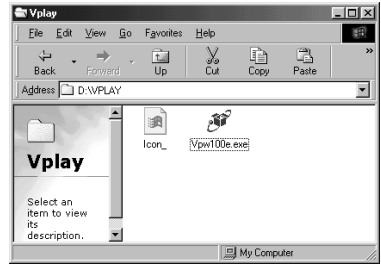 Vplay
File Edit View Go Favorites Help
Back Forward Up Cut Copy Paste »
Address D:\VPLAY
Vplay
Select an
item to view
its
description.
Icon_ Vpw100e.exe
My Computer